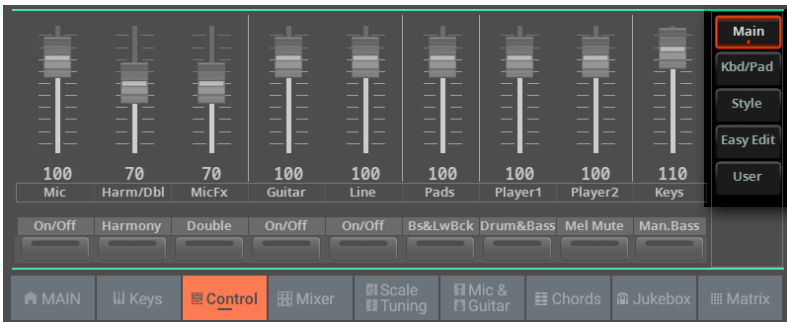 Main
Kbd/Pad
Style
Easy Edit
User
100 70 70 100 100 100 100 100 110
Mic Harm/Dbl MicFx Guitar Line Pads Player1 Player2 Keys
On/Off Harmony Double On/Off On/Off Bs&LwBck Drum&Bass Mel Mute Man.Bass
MAIN Keys Control Mixer Scale Tuning Mic & Guitar Chords Jukebox Matrix